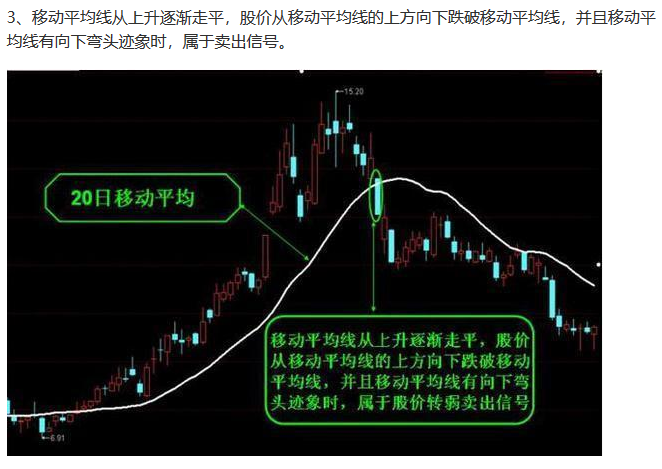 3、移动平均线从上升逐渐走平，股价从移动平均线的上方向下跌破移动平均线，并且移动平
均线有向下弯头迹象时，属于卖出信号。
15.20
20日移动平均
移动平均线从上升逐渐走平，股价
从移动平均线的上方向下跌破移动
平均线，并且移动平均线有向下弯
头迹象时，属于股价转弱卖出信号
6.91